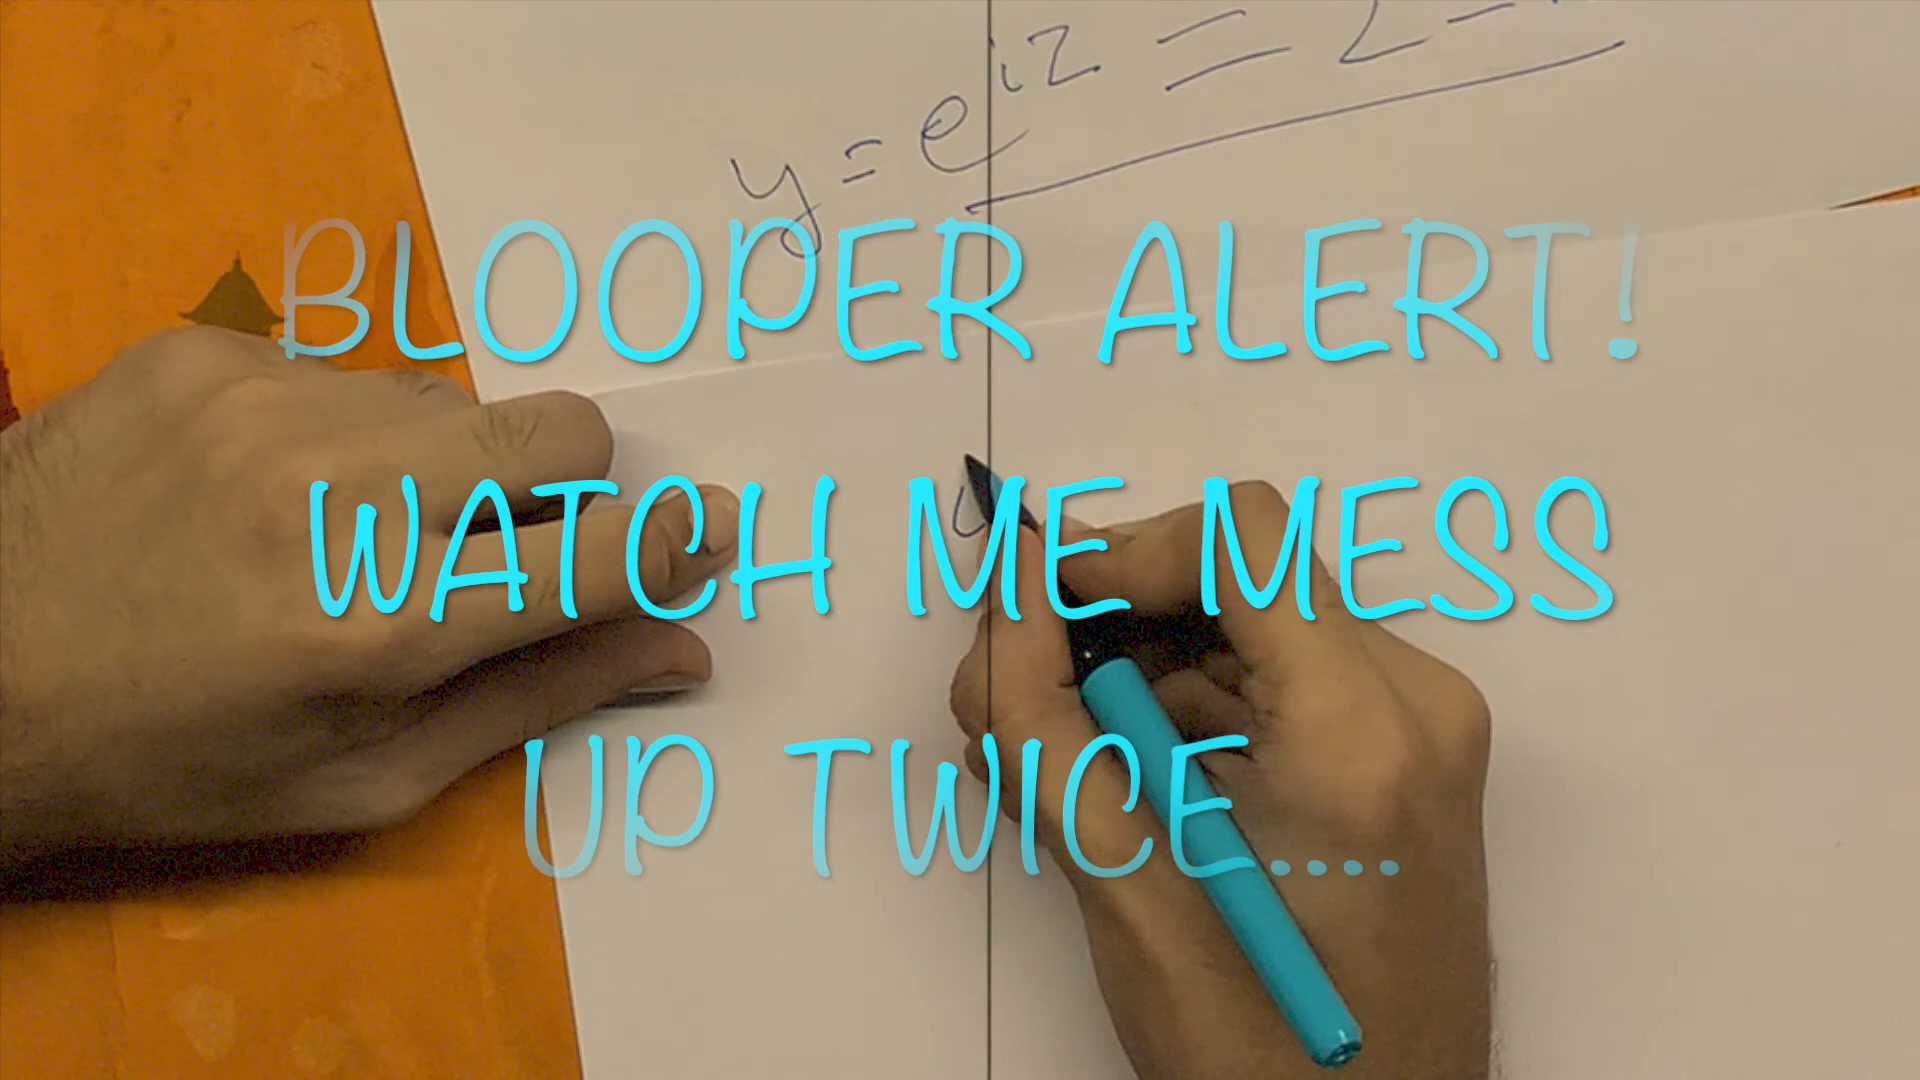 y = e^{iz} = 2 -
BLOOPER ALERT!
WATCH ME MESS
UP TWICE....